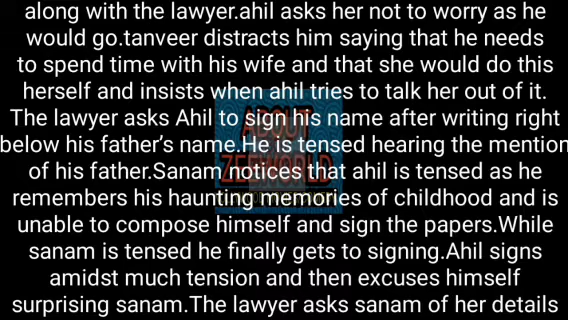 along with the lawyer.ahil asks her not to worry as he
would go.tanveer distracts him saying that he needs
to spend time with his wife and that she would do this
herself and insists when ahil tries to talk her out of it.
The lawyer asks Ahil to sign his name after writing right
below his father's name.He is tensed hearing the mention
of his father.Sanam notices that ahil is tensed as he
remembers his haunting memories of childhood and is
unable to compose himself and sign the papers.While
sanam is tensed he finally gets to signing.Ahil signs
amidst much tension and then excuses himself
surprising sanam.The lawyer asks sanam of her details
ABOUT
ZEEWORLD